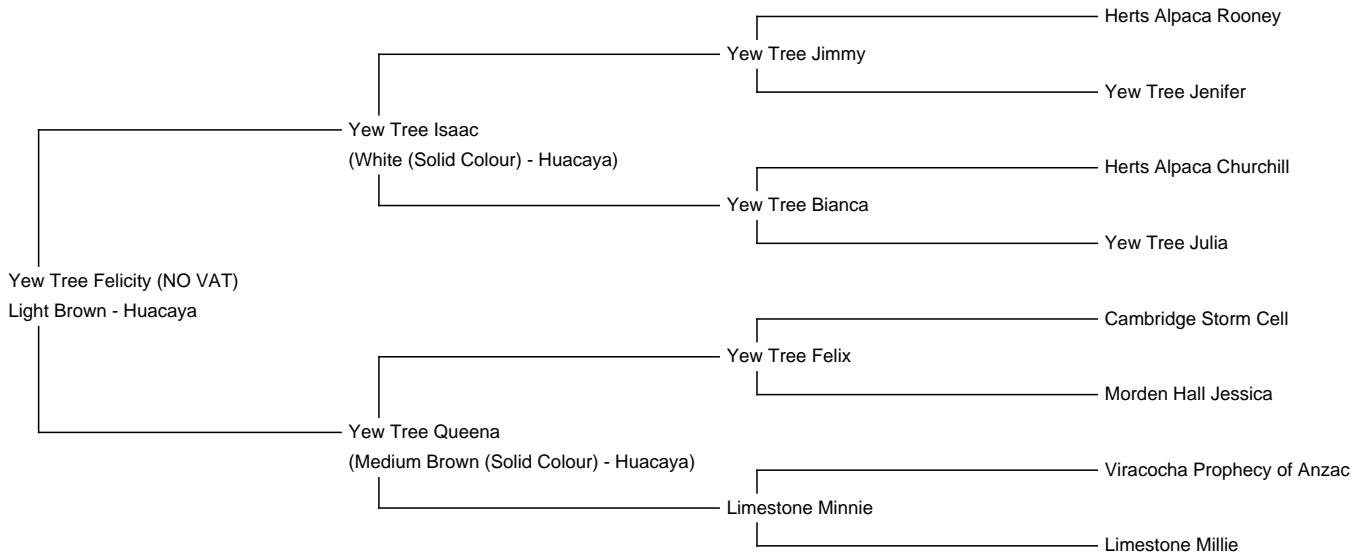 Herts Alpaca Rooney
Yew Tree Jimmy
Yew Tree Jenifer
Yew Tree Isaac
(White (Solid Colour) - Huacaya)
Herts Alpaca Churchill
Yew Tree Bianca
Yew Tree Julia
Yew Tree Felicity (NO VAT)
Light Brown - Huacaya
Cambridge Storm Cell
Yew Tree Felix
Morden Hall Jessica
Yew Tree Queena
(Medium Brown (Solid Colour) - Huacaya)
Viracocha Prophecy of Anzac
Limestone Minnie
Limestone Millie